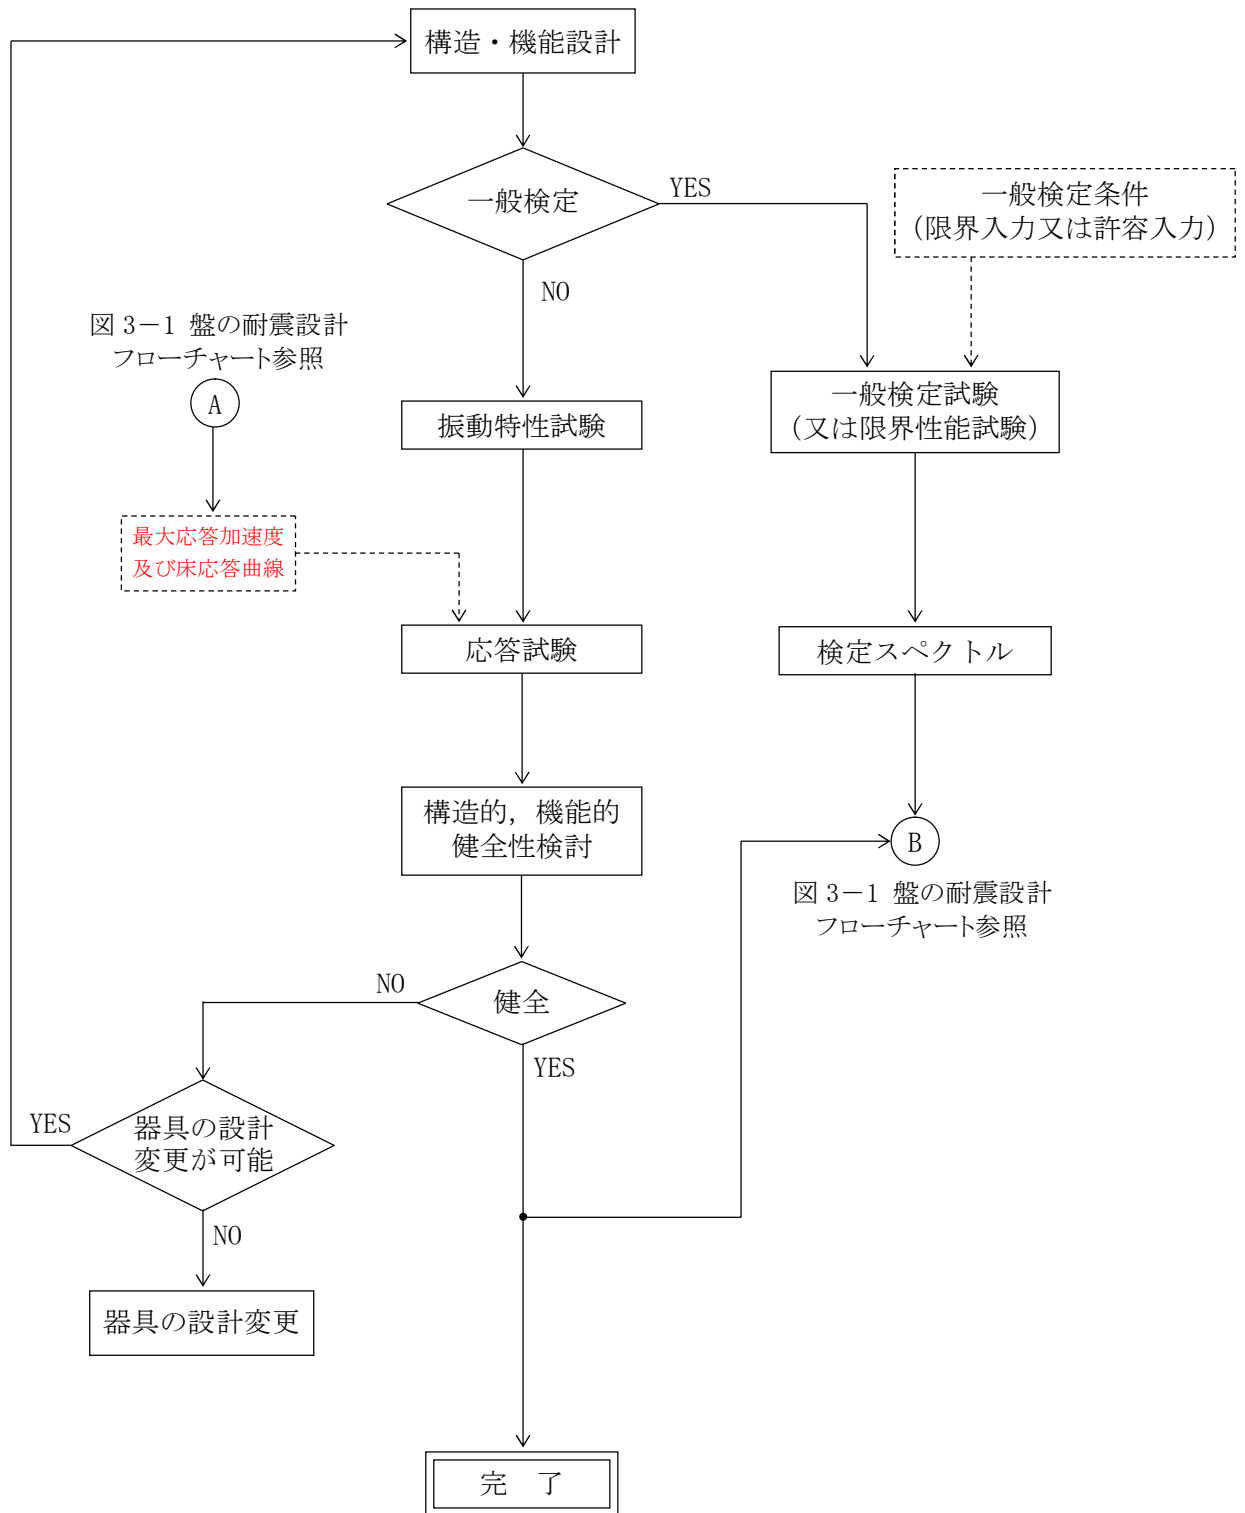 構造・機能設計
一般検定
YES
一般検定条件
(限界入力又は許容入力)
NO
図 3－1 盤の耐震設計
フローチャート参照
A
振動特性試験
一般検定試験
(又は限界性能試験)
最大応答加速度
及び床応答曲線
応答試験
検定スペクトル
構造的，機能的
健全性検討
B
図 3－1 盤の耐震設計
フローチャート参照
NO
健全
YES
YES
器具の設計
変更が可能
NO
器具の設計変更
完　了